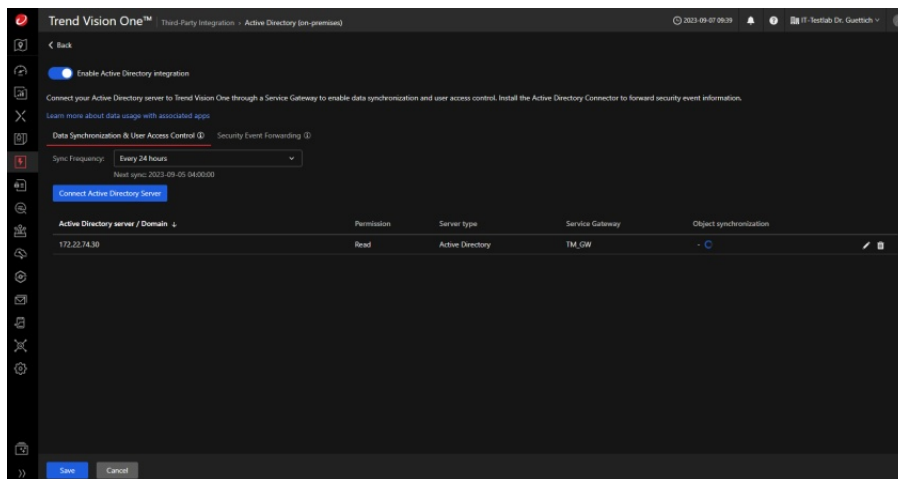 Trend Vision One™ Third-Party Integration > Active Directory (on-premises) 2023-09-07 09:39 IT-Testlab Dr. Guettich
Back
Enable Active Directory integration
Connect your Active Directory server to Trend Vision One through a Service Gateway to enable data synchronization and user access control. Install the Active Directory Connector to forward security event information.
Learn more about data usage with associated apps
Data Synchronization & User Access Control Security Event Forwarding
Sync Frequency: Every 24 hours
Next sync: 2023-09-05 04:00:00
Connect Active Directory Server
Active Directory server / Domain ↓ Permission Server type Service Gateway Object synchronization
172.22.74.30 Read Active Directory TM_GW -
Save Cancel